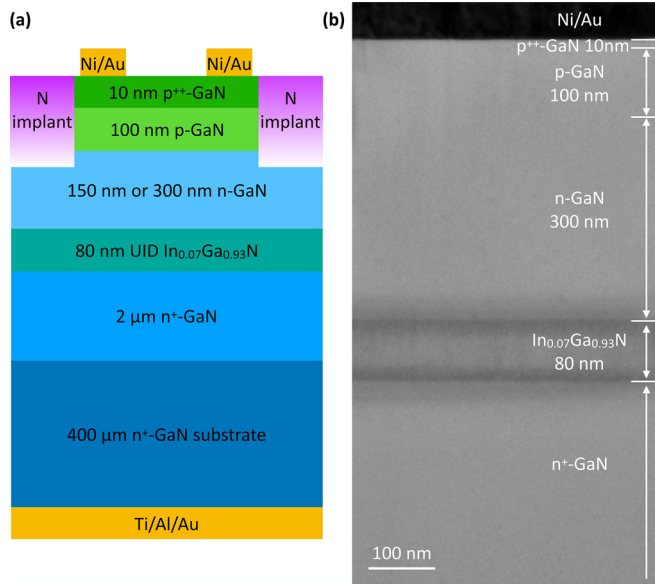 (a)
Ni/Au
Ni/Au
N
implant
10 nm p⁺⁺-GaN
N
implant
100 nm p-GaN
150 nm or 300 nm n-GaN
80 nm UID In₀.₀₇Ga₀.₉₃N
2 μm n⁺-GaN
400 μm n⁺-GaN substrate
Ti/Al/Au
(b)
Ni/Au
p⁺⁺-GaN 10nm
p-GaN
100 nm
n-GaN
300 nm
In₀.₀₇Ga₀.₉₃N
80 nm
n⁺-GaN
100 nm